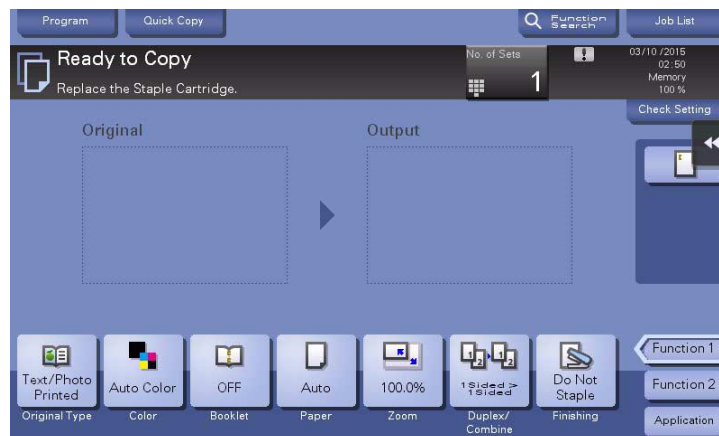 Program
Quick Copy
Function
Search
Job List
Ready to Copy
Replace the Staple Cartridge.
No. of Sets
1
03/10 /2015
02:50
Memory
100 %
Check Setting
Original
Output
Text/Photo
Printed
Auto Color
OFF
Auto
100.0%
1Sided >
1Sided
Do Not
Staple
Original Type
Color
Booklet
Paper
Zoom
Duplex/
Combine
Finishing
Function 1
Function 2
Application